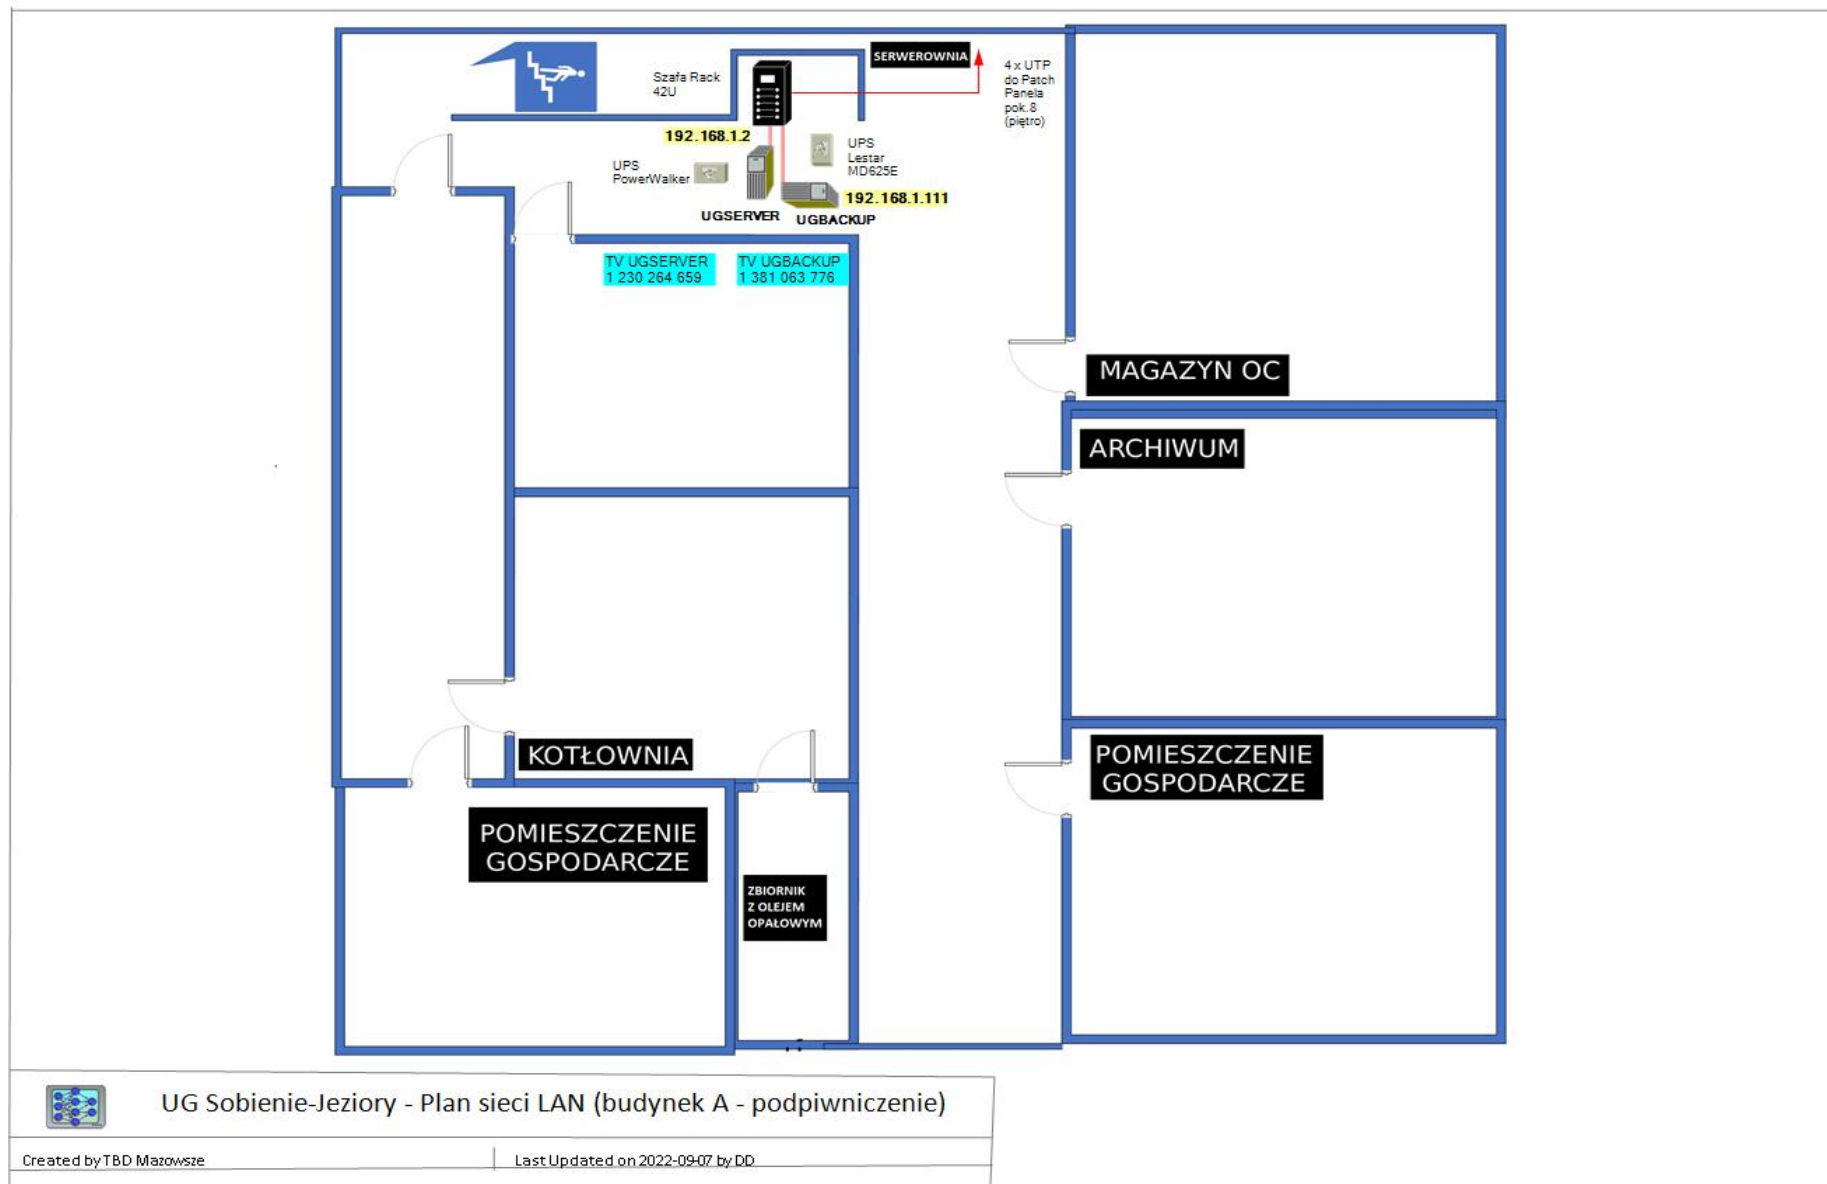 SERWEROWNIA
Szafa Rack
42U
4 x UTP
do Patch
Panela
pok.8
(piętro)
192.168.1.2
UPS
Lestar
MD625E
UPS
PowerWalker
192.168.1.111
UGSERVER
UGBACKUP
TV UGSERVER
1 230 264 659
TV UGBACKUP
1 381 063 776
MAGAZYN OC
ARCHIWUM
KOTŁOWNIA
POMIESZCZENIE
GOSPODARCZE
POMIESZCZENIE
GOSPODARCZE
ZBIORNIK
Z OLEJEM
OPAŁOWYM
UG Sobienie-Jeziory - Plan sieci LAN (budynek A - podpiwniczenie)
Created by TBD Mazowsze
Last Updated on 2022-09-07 by DD